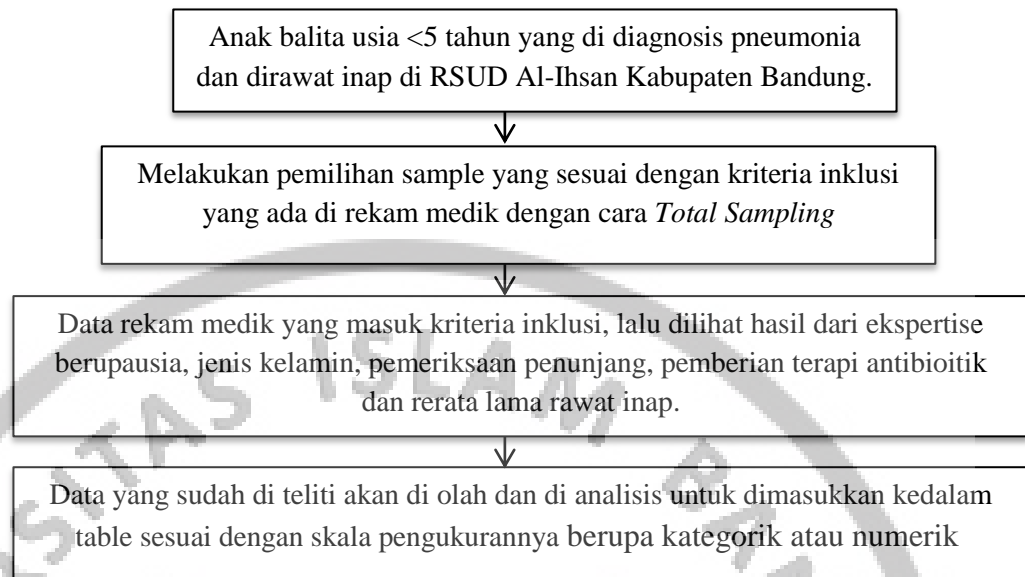 Anak balita usia <5 tahun yang di diagnosis pneumonia
dan dirawat inap di RSUD Al-Ihsan Kabupaten Bandung.
Melakukan pemilihan sample yang sesuai dengan kriteria inklusi
yang ada di rekam medik dengan cara Total Sampling
Data rekam medik yang masuk kriteria inklusi, lalu dilihat hasil dari ekspertise
berupausia, jenis kelamin, pemeriksaan penunjang, pemberian terapi antibioitik
dan rerata lama rawat inap.
Data yang sudah di teliti akan di olah dan di analisis untuk dimasukkan kedalam
table sesuai dengan skala pengukurannya berupa kategorik atau numerik
SITAS ISLAM BA